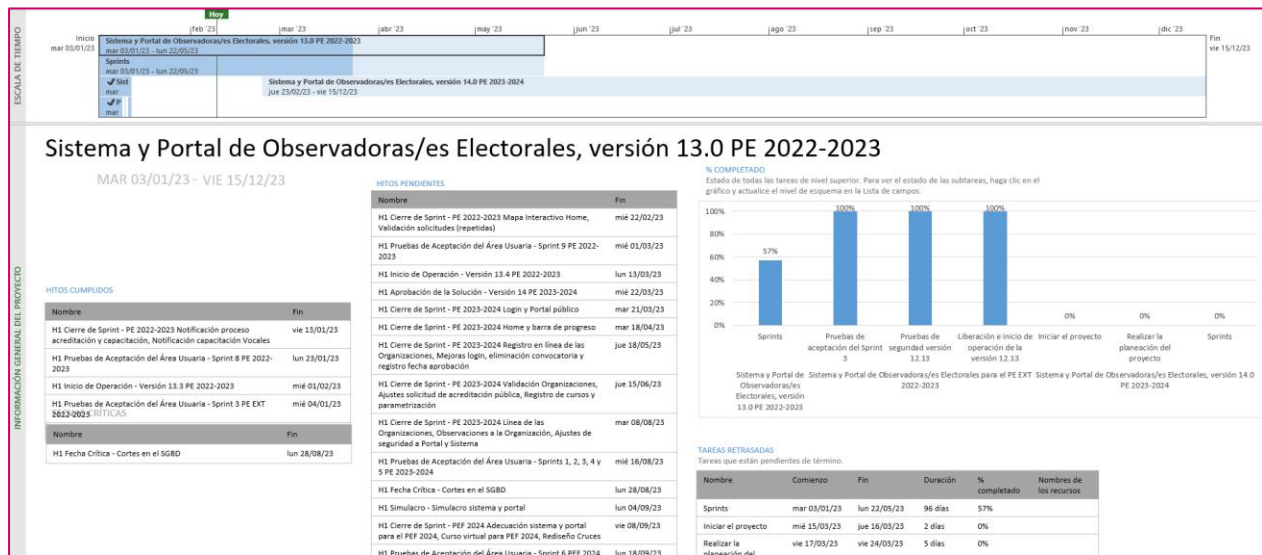 Hoy
feb '23
mar '23
abr '23
may '23
jun '23
jul '23
ago '23
sep '23
oct '23
nov '23
dic '23
ESCALA DE TIEMPO
Inicio
mar 03/01/23
Sistema y Portal de Observadoras/es Electorales, versión 13.0 PE 2022-2023
mar 03/01/23 - lun 22/05/23
Sprints
mar 03/01/23 - lun 22/05/23
✓ Sist
mar
Sistema y Portal de Observadoras/es Electorales, versión 14.0 PE 2023-2024
jue 23/02/23 - vie 15/12/23
✓ P
mar
Fin
vie 15/12/23
INFORMACIÓN GENERAL DEL PROYECTO
Sistema y Portal de Observadoras/es Electorales, versión 13.0 PE 2022-2023
MAR 03/01/23 - VIE 15/12/23
HITOS CUMPLIDOS
Nombre Fin
H1 Cierre de Sprint - PE 2022-2023 Notificación proceso vie 13/01/23
acreditación y capacitación, Notificación capacitación Vocales
H1 Pruebas de Aceptación del Área Usuaria - Sprint 8 PE 2022- lun 23/01/23
2023
H1 Inicio de Operación - Versión 13.3 PE 2022-2023 mié 01/02/23
H1 Pruebas de Aceptación del Área Usuaria - Sprint 3 PE EXT mié 04/01/23
2022-2023
CRÍTICAS
Nombre Fin
H1 Fecha Crítica - Cortes en el SGBD lun 28/08/23
HITOS PENDIENTES
Nombre Fin
H1 Cierre de Sprint - PE 2022-2023 Mapa Interactivo Home, mié 22/02/23
Validación solicitudes (repetidas)
H1 Pruebas de Aceptación del Área Usuaria - Sprint 9 PE 2022- mié 01/03/23
2023
H1 Inicio de Operación - Versión 13.4 PE 2022-2023 lun 13/03/23
H1 Aprobación de la Solución - Versión 14 PE 2023-2024 mié 22/03/23
H1 Cierre de Sprint - PE 2023-2024 Login y Portal público mar 21/03/23
H1 Cierre de Sprint - PE 2023-2024 Home y barra de progreso mar 18/04/23
H1 Cierre de Sprint - PE 2023-2024 Registro en línea de las jue 18/05/23
Organizaciones, Mejoras login, eliminación convocatoria y
registro fecha aprobación
H1 Cierre de Sprint - PE 2023-2024 Validación Organizaciones, jue 15/06/23
Ajustes solicitud de acreditación pública, Registro de cursos y
parametrización
H1 Cierre de Sprint - PE 2023-2024 Línea de las mar 08/08/23
Organizaciones, Observaciones a la Organización, Ajustes de
seguridad a Portal y Sistema
H1 Pruebas de Aceptación del Área Usuaria - Sprints 1, 2, 3, 4 y mié 16/08/23
5 PE 2023-2024
H1 Fecha Crítica - Cortes en el SGBD lun 28/08/23
H1 Simulacro - Simulacro sistema y portal lun 04/09/23
H1 Cierre de Sprint - PEF 2024 Adecuación sistema y portal vie 08/09/23
para el PEF 2024, Curso virtual para PEF 2024, Rediseño Cruces
H1 Pruebas de Aceptación del Área Usuaria - Sprint 6 PEF 2024 lun 18/09/23
% COMPLETADO
Estado de todas las tareas de nivel superior. Para ver el estado de las subtareas, haga clic en el
gráfico y actualice el nivel de esquema en la Lista de campos.
100%
80%
60%
40%
20%
0%
57%
100%
100%
100%
0%
0%
0%
Sprints
Pruebas de
aceptación del Sprint
3
Pruebas de
seguridad versión
12.13
Liberación e inicio de
operación de la
versión 12.13
Iniciar el proyecto
Realizar la
planeación del
proyecto
Sprints
Sistema y Portal de
Observadoras/es
Electorales, versión
13.0 PE 2022-2023
Sistema y Portal de Observadoras/es Electorales para el PE EXT
2022-2023
Sistema y Portal de Observadoras/es Electorales, versión 14.0
PE 2023-2024
TAREAS RETRASADAS
Tareas que están pendientes de término.
Nombre Comienzo Fin Duración % completado Nombres de los recursos
Sprints mar 03/01/23 lun 22/05/23 96 días 57%
Iniciar el proyecto mié 15/03/23 jue 16/03/23 2 días 0%
Realizar la vie 17/03/23 vie 24/03/23 5 días 0%
planeación del